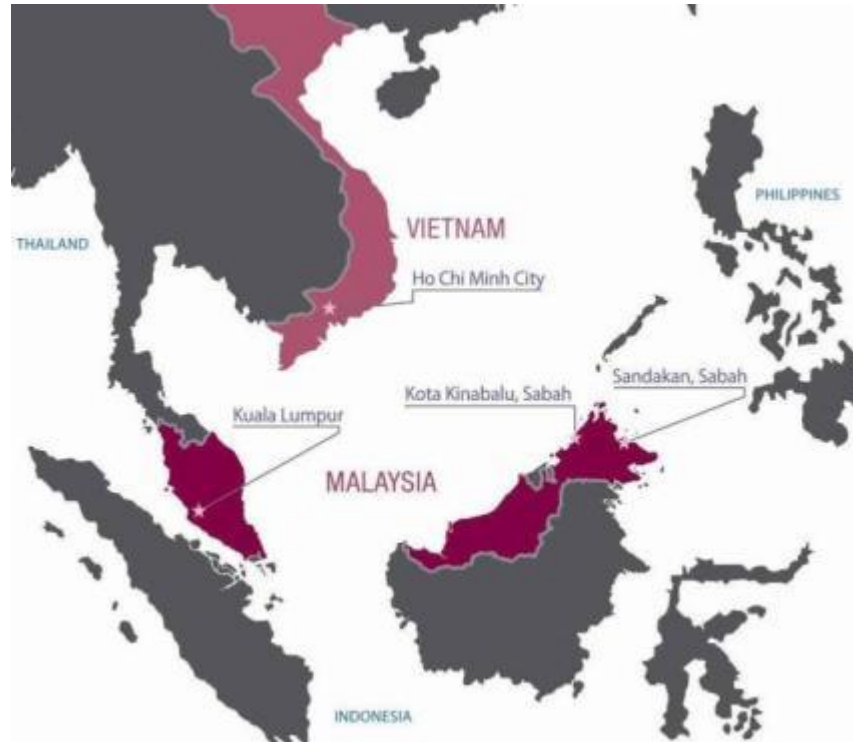 PHILIPPINES
VIETNAM
THAILAND
Ho Chi Minh City
Sandakan, Sabah
Kota Kinabalu, Sabah
Kuala Lumpur
MALAYSIA
INDONESIA